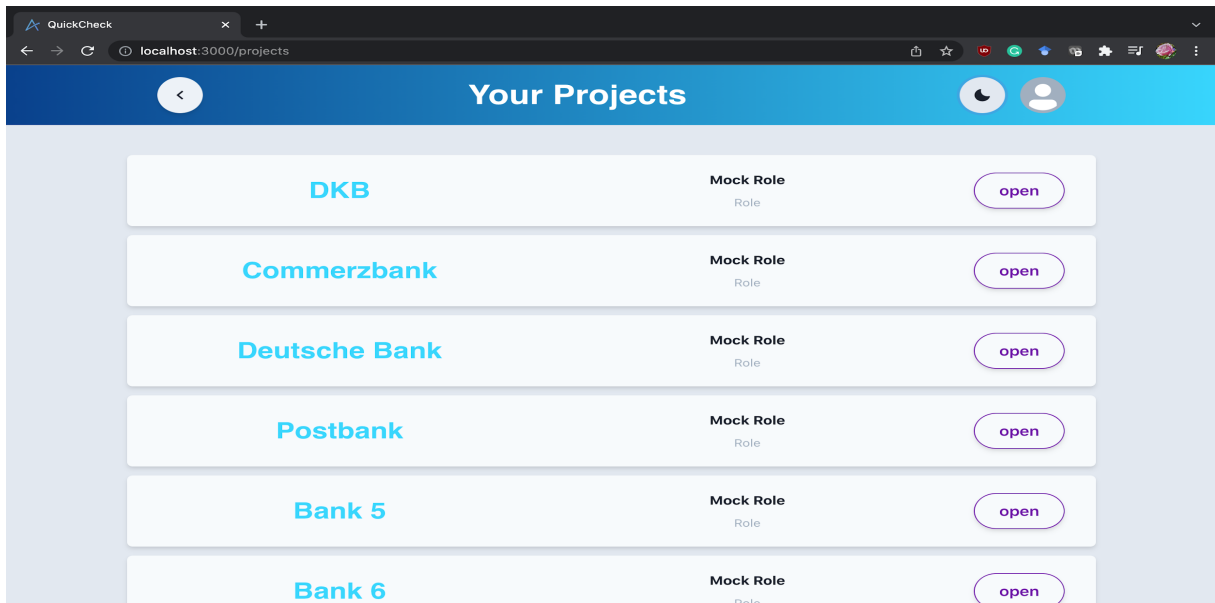 QuickCheck
localhost:3000/projects
Your Projects
DKB
Mock Role
Role
open
Commerzbank
Mock Role
Role
open
Deutsche Bank
Mock Role
Role
open
Postbank
Mock Role
Role
open
Bank 5
Mock Role
Role
open
Bank 6
Mock Role
Role
open